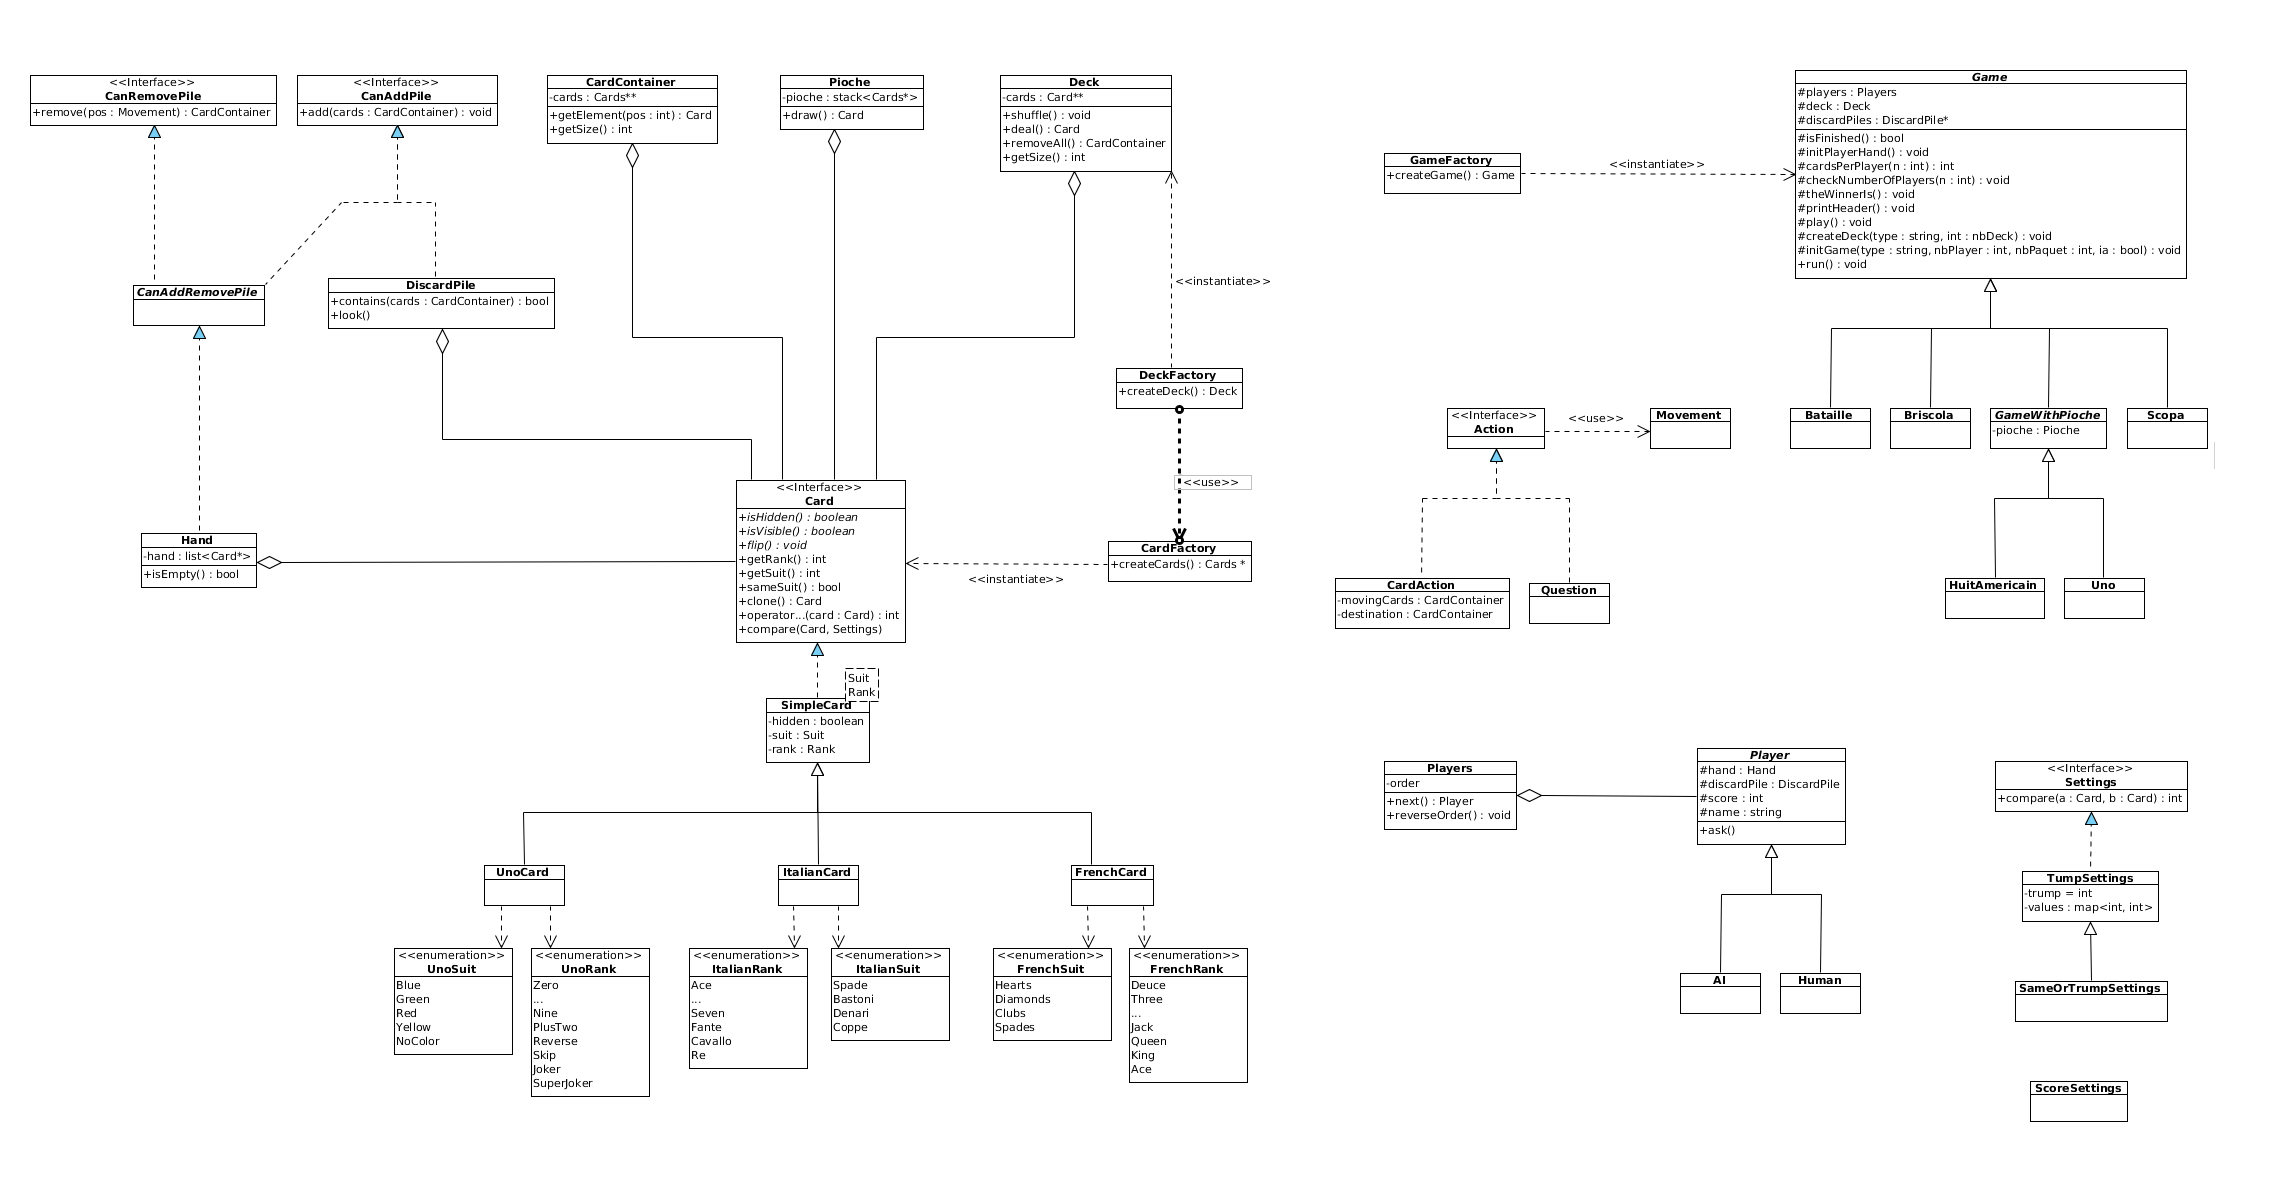 <<Interface>>
CanRemovePile
+remove(pos : Movement) : CardContainer
<<Interface>>
CanAddPile
+add(cards : CardContainer) : void
CardContainer
-cards : Cards**
+getElement(pos : int) : Card
+getSize() : int
Pioche
-pioche : stack<Cards*>
+draw() : Card
Deck
-cards : Card**
+shuffle() : void
+deal() : Card
+removeAll() : CardContainer
+getSize() : int
GameFactory
+createGame() : Game
<<instantiate>>
Game
#players : Players
#deck : Deck
#discardPiles : DiscardPile*
#isFinished() : bool
#initPlayerHand() : void
#cardsPerPlayer(n : int) : int
#checkNumberOfPlayers(n : int) : void
#theWinnerIs() : void
#printHeader() : void
#play() : void
#createDeck(type : string, int : nbDeck) : void
#initGame(type : string, nbPlayer : int, nbPaquet : int, ia : bool) : void
+run() : void
CanAddRemovePile
DiscardPile
+contains(cards : CardContainer) : bool
+look()
<<instantiate>>
DeckFactory
+createDeck() : Deck
<<use>>
CardFactory
+createCards() : Cards *
<<instantiate>>
<<Interface>>
Action
<<use>>
Movement
Bataille
Briscola
GameWithPioche
-pioche : Pioche
Scopa
Hand
-hand : list<Card*>
+isEmpty() : bool
<<Interface>>
Card
+isHidden() : boolean
+isVisible() : boolean
+flip() : void
+getRank() : int
+getSuit() : int
+sameSuit() : bool
+clone() : Card
+operator...(card : Card) : int
+compare(Card, Settings)
CardAction
-movingCards : CardContainer
-destination : CardContainer
Question
HuitAmericain
Uno
Suit
Rank
SimpleCard
-hidden : boolean
-suit : Suit
-rank : Rank
Players
-order
+next() : Player
+reverseOrder() : void
Player
#hand : Hand
#discardPile : DiscardPile
#score : int
#name : string
+ask()
<<Interface>>
Settings
+compare(a : Card, b : Card) : int
UnoCard
ItalianCard
FrenchCard
TumpSettings
-trump = int
-values : map<int, int>
<<enumeration>>
UnoSuit
Blue
Green
Red
Yellow
NoColor
<<enumeration>>
UnoRank
Zero
...
Nine
PlusTwo
Reverse
Skip
Joker
SuperJoker
<<enumeration>>
ItalianRank
Ace
...
Seven
Fante
Cavallo
Re
<<enumeration>>
ItalianSuit
Spade
Bastoni
Denari
Coppe
<<enumeration>>
FrenchSuit
Hearts
Diamonds
Clubs
Spades
<<enumeration>>
FrenchRank
Deuce
Three
...
Jack
Queen
King
Ace
AI
Human
SameOrTrumpSettings
ScoreSettings